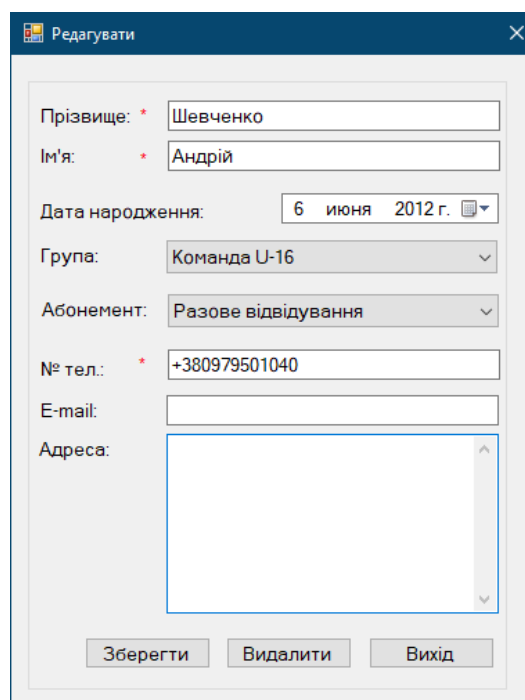 Редагувати
Прізвище: * Шевченко
Ім'я: * Андрій
Дата народження: 6 июня 2012 г.
Група: Команда U-16
Абонемент: Разове відвідування
№ тел.: * +380979501040
E-mail:
Адреса:
Зберегти Видалити Вихід